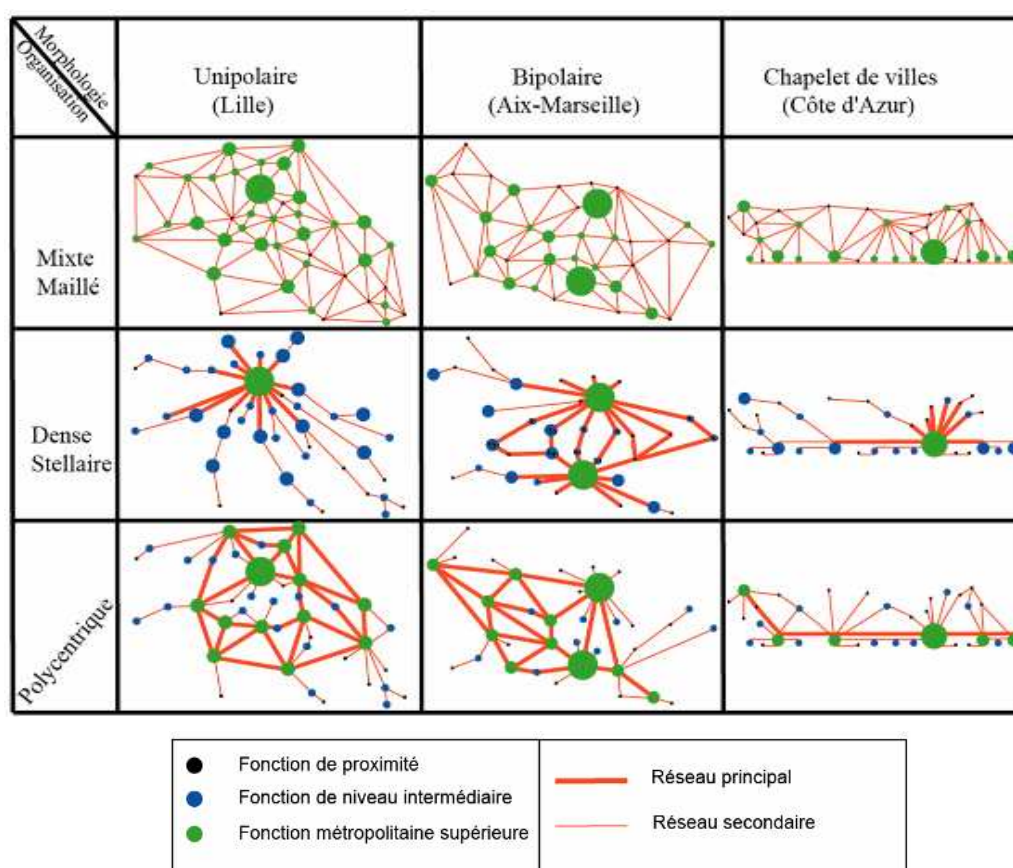 Morphologie
Organisation
Unipolaire
(Lille)
Bipolaire
(Aix-Marseille)
Chapelet de villes
(Côte d'Azur)
Mixte
Maillé
Dense
Stellaire
Polycentrique
Fonction de proximité
Fonction de niveau intermédiaire
Fonction métropolitaine supérieure
Réseau principal
Réseau secondaire